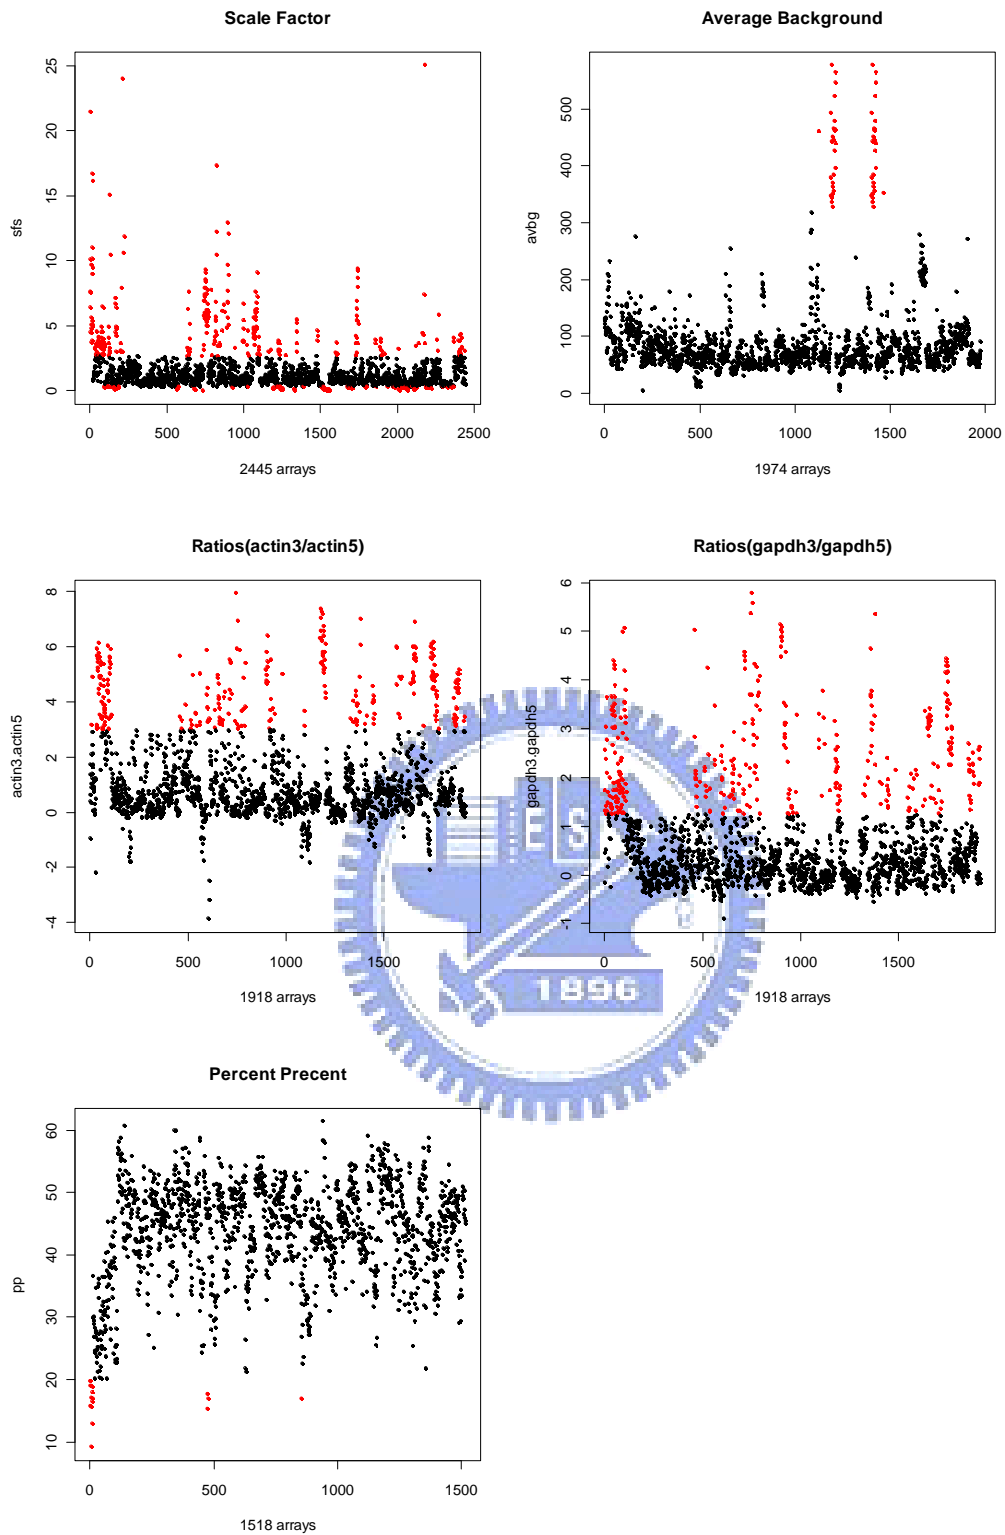 Scale Factor
sfs
25
20
15
10
5
0
0 500 1000 1500 2000 2500
2445 arrays
Average Background
avbg
500
400
300
200
100
0
0 500 1000 1500 2000
1974 arrays
Ratios(actin3/actin5)
actin3.actin5
8
6
4
2
0
-2
-4
0 500 1000 1500
1918 arrays
Ratios(gapdh3/gapdh5)
gapdh3.gapdh5
6
5
4
3
2
1
0
-1
0 500 1000 1500
1918 arrays
E S
1896
Percent Precent
pp
60
50
40
30
20
10
0 500 1000 1500
1518 arrays